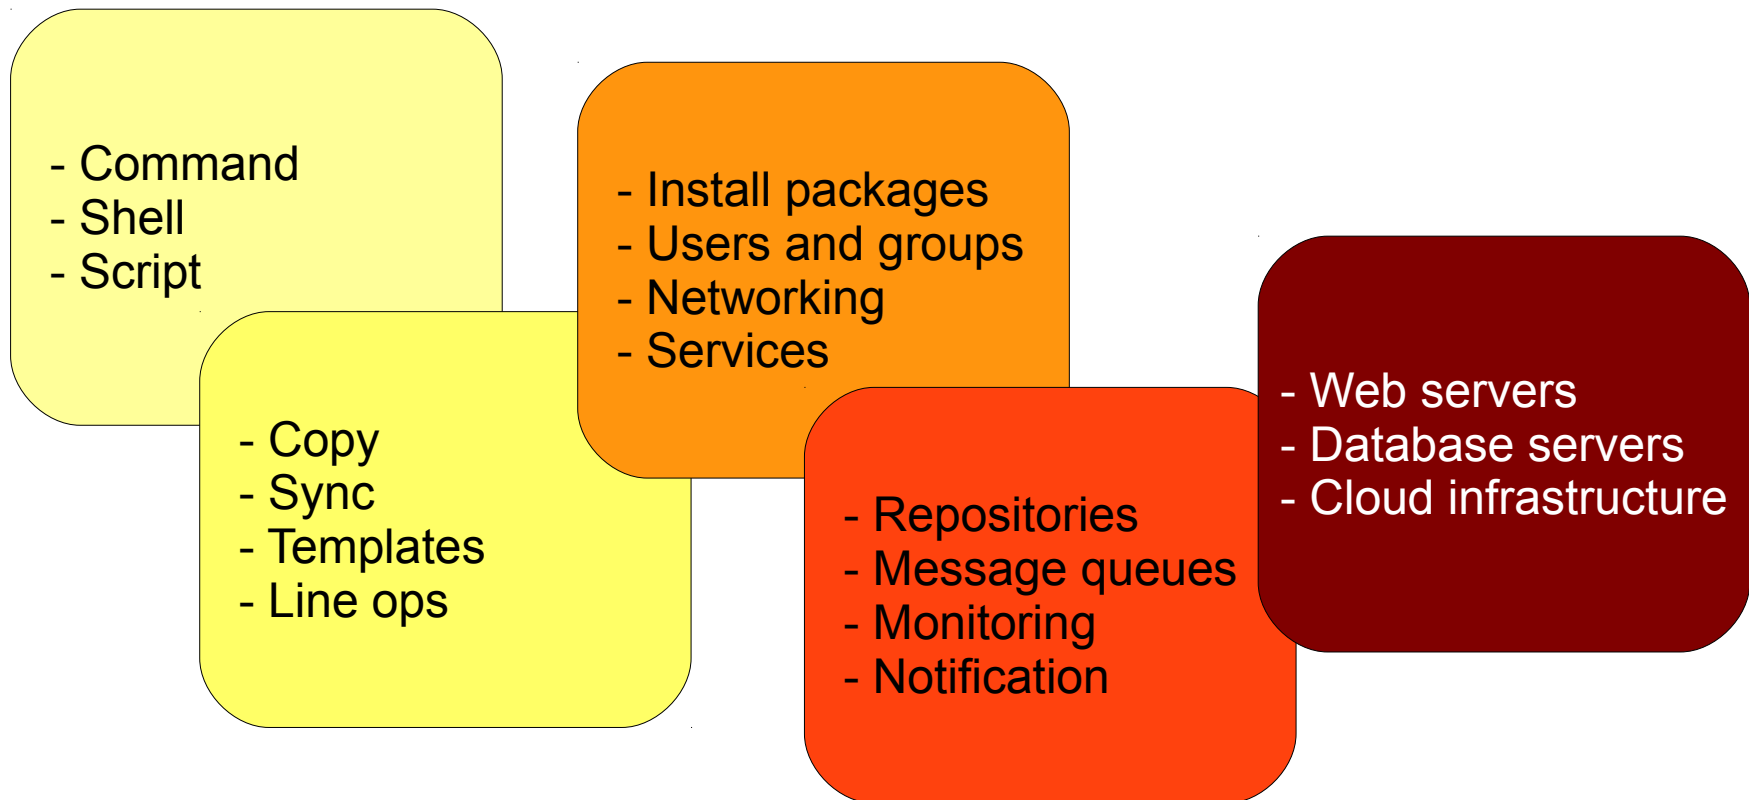 - Command
- Shell
- Script
- Copy
- Sync
- Templates
- Line ops
- Install packages
- Users and groups
- Networking
- Services
- Repositories
- Message queues
- Monitoring
- Notification
- Web servers
- Database servers
- Cloud infrastructure